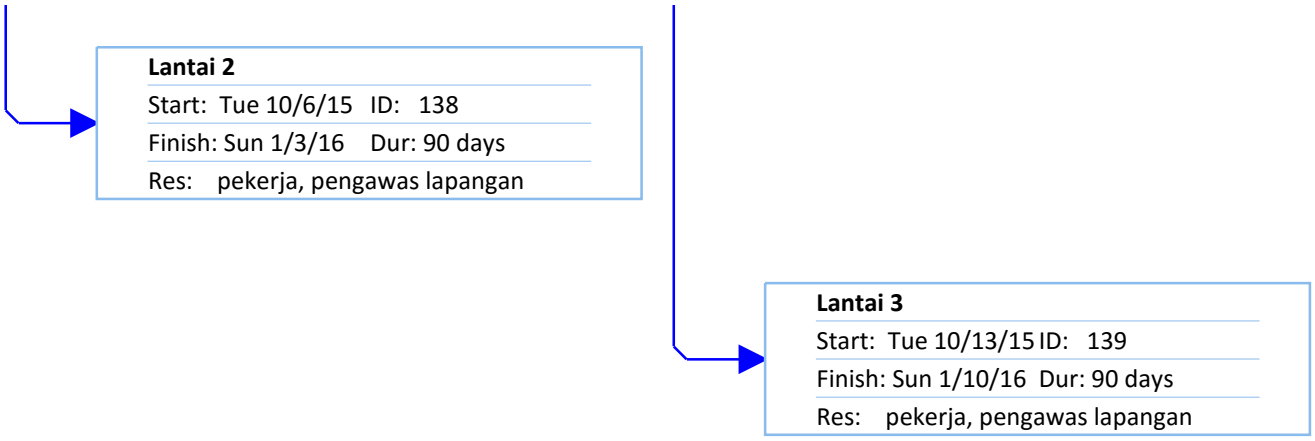 Lantai 2
Start: Tue 10/6/15 ID: 138
Finish: Sun 1/3/16 Dur: 90 days
Res: pekerja, pengawas lapangan
Lantai 3
Start: Tue 10/13/15 ID: 139
Finish: Sun 1/10/16 Dur: 90 days
Res: pekerja, pengawas lapangan